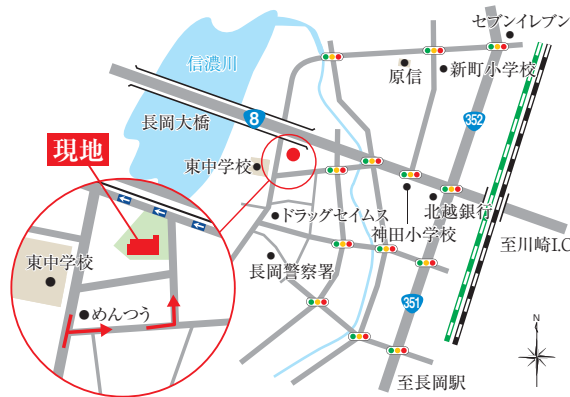 セブンイレブン
信濃川
原信
新町小学校
長岡大橋
8
352
現地
東中学校
北越銀行
ドラッグセイムス
神田小学校
至川崎I.C
東中学校
長岡警察署
めんつう
351
N
至長岡駅